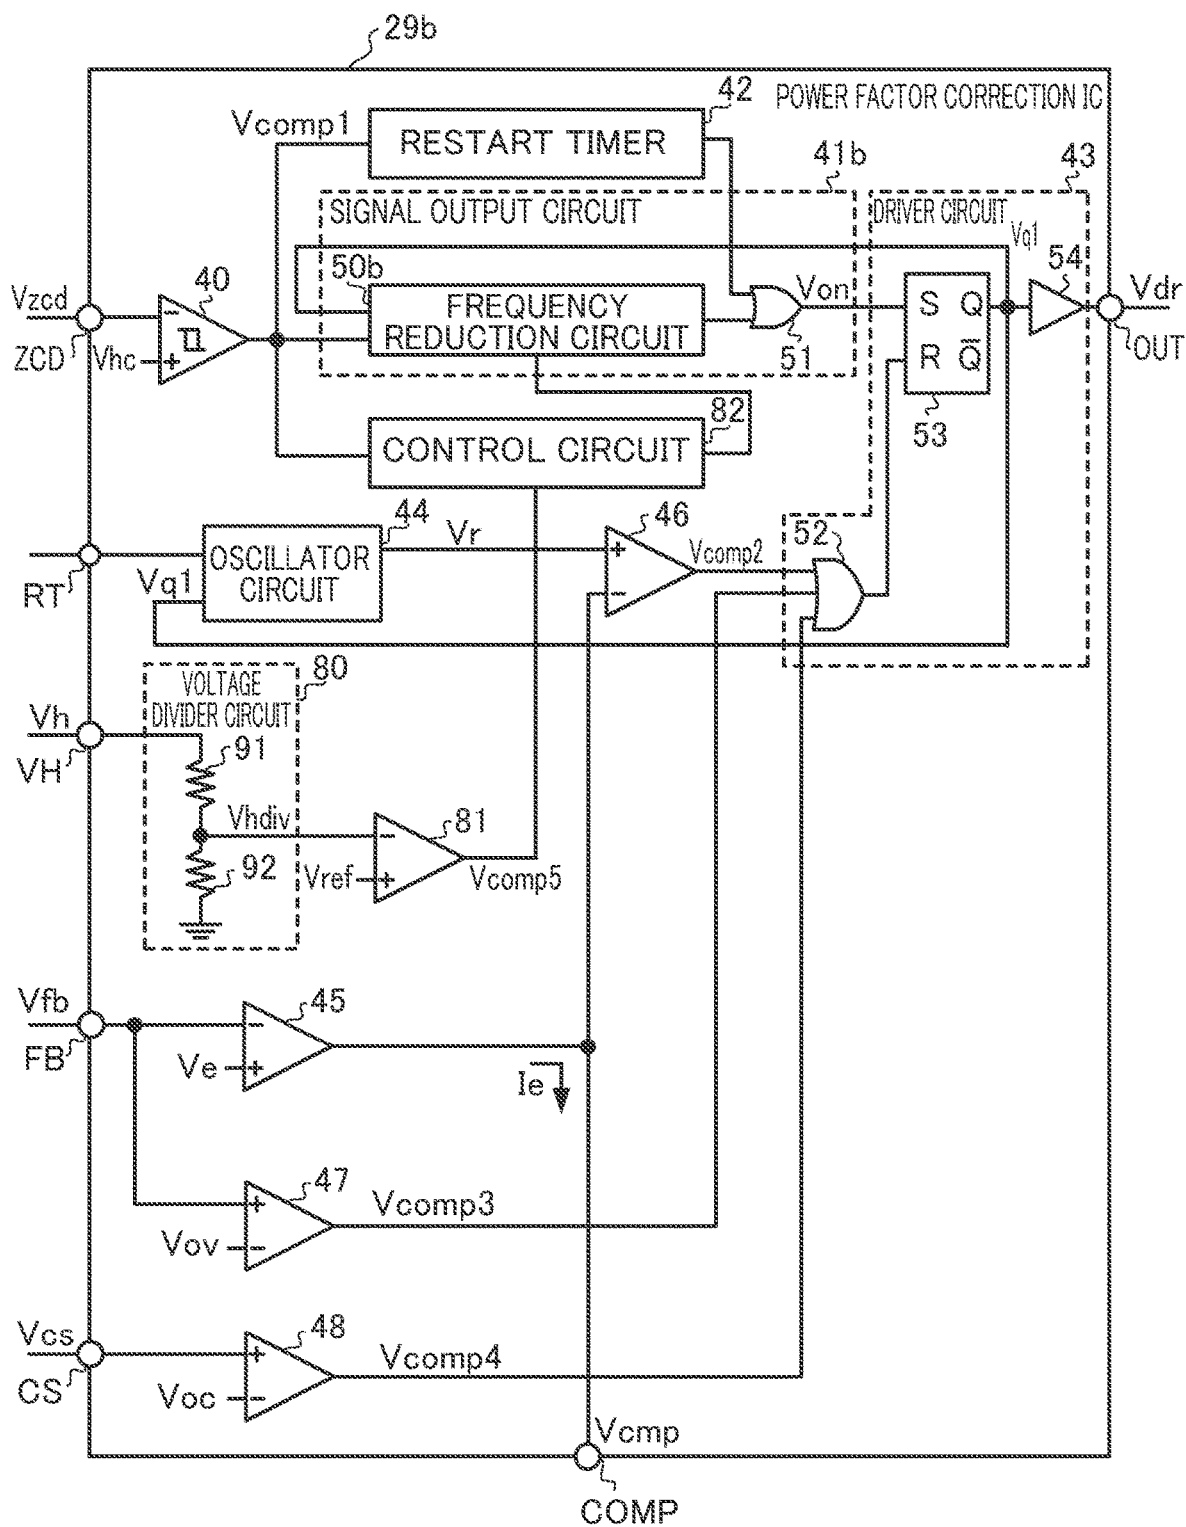 29b
POWER FACTOR CORRECTION IC
42
Vcomp1
RESTART TIMER
41b
43
SIGNAL OUTPUT CIRCUIT
DRIVER CIRCUIT
Vq1
54
50b
Vzcd
40
FREQUENCY
REDUCTION CIRCUIT
Von
S Q
R Q̅
Vdr
ZCD
Vhc
-
+
51
OUT
53
82
CONTROL CIRCUIT
44
46
Vr
52
OSCILLATOR
CIRCUIT
+
-
Vcomp2
RT
Vq1
80
VOLTAGE
DIVIDER CIRCUIT
Vh
VH
91
Vhdiv
81
92
Vref
-
+
Vcomp5
Vfb
45
FB
Ve
-
+
Ie
47
Vcomp3
Vov
+
-
Vcs
48
Vcomp4
CS
Voc
+
-
Vcmp
COMP